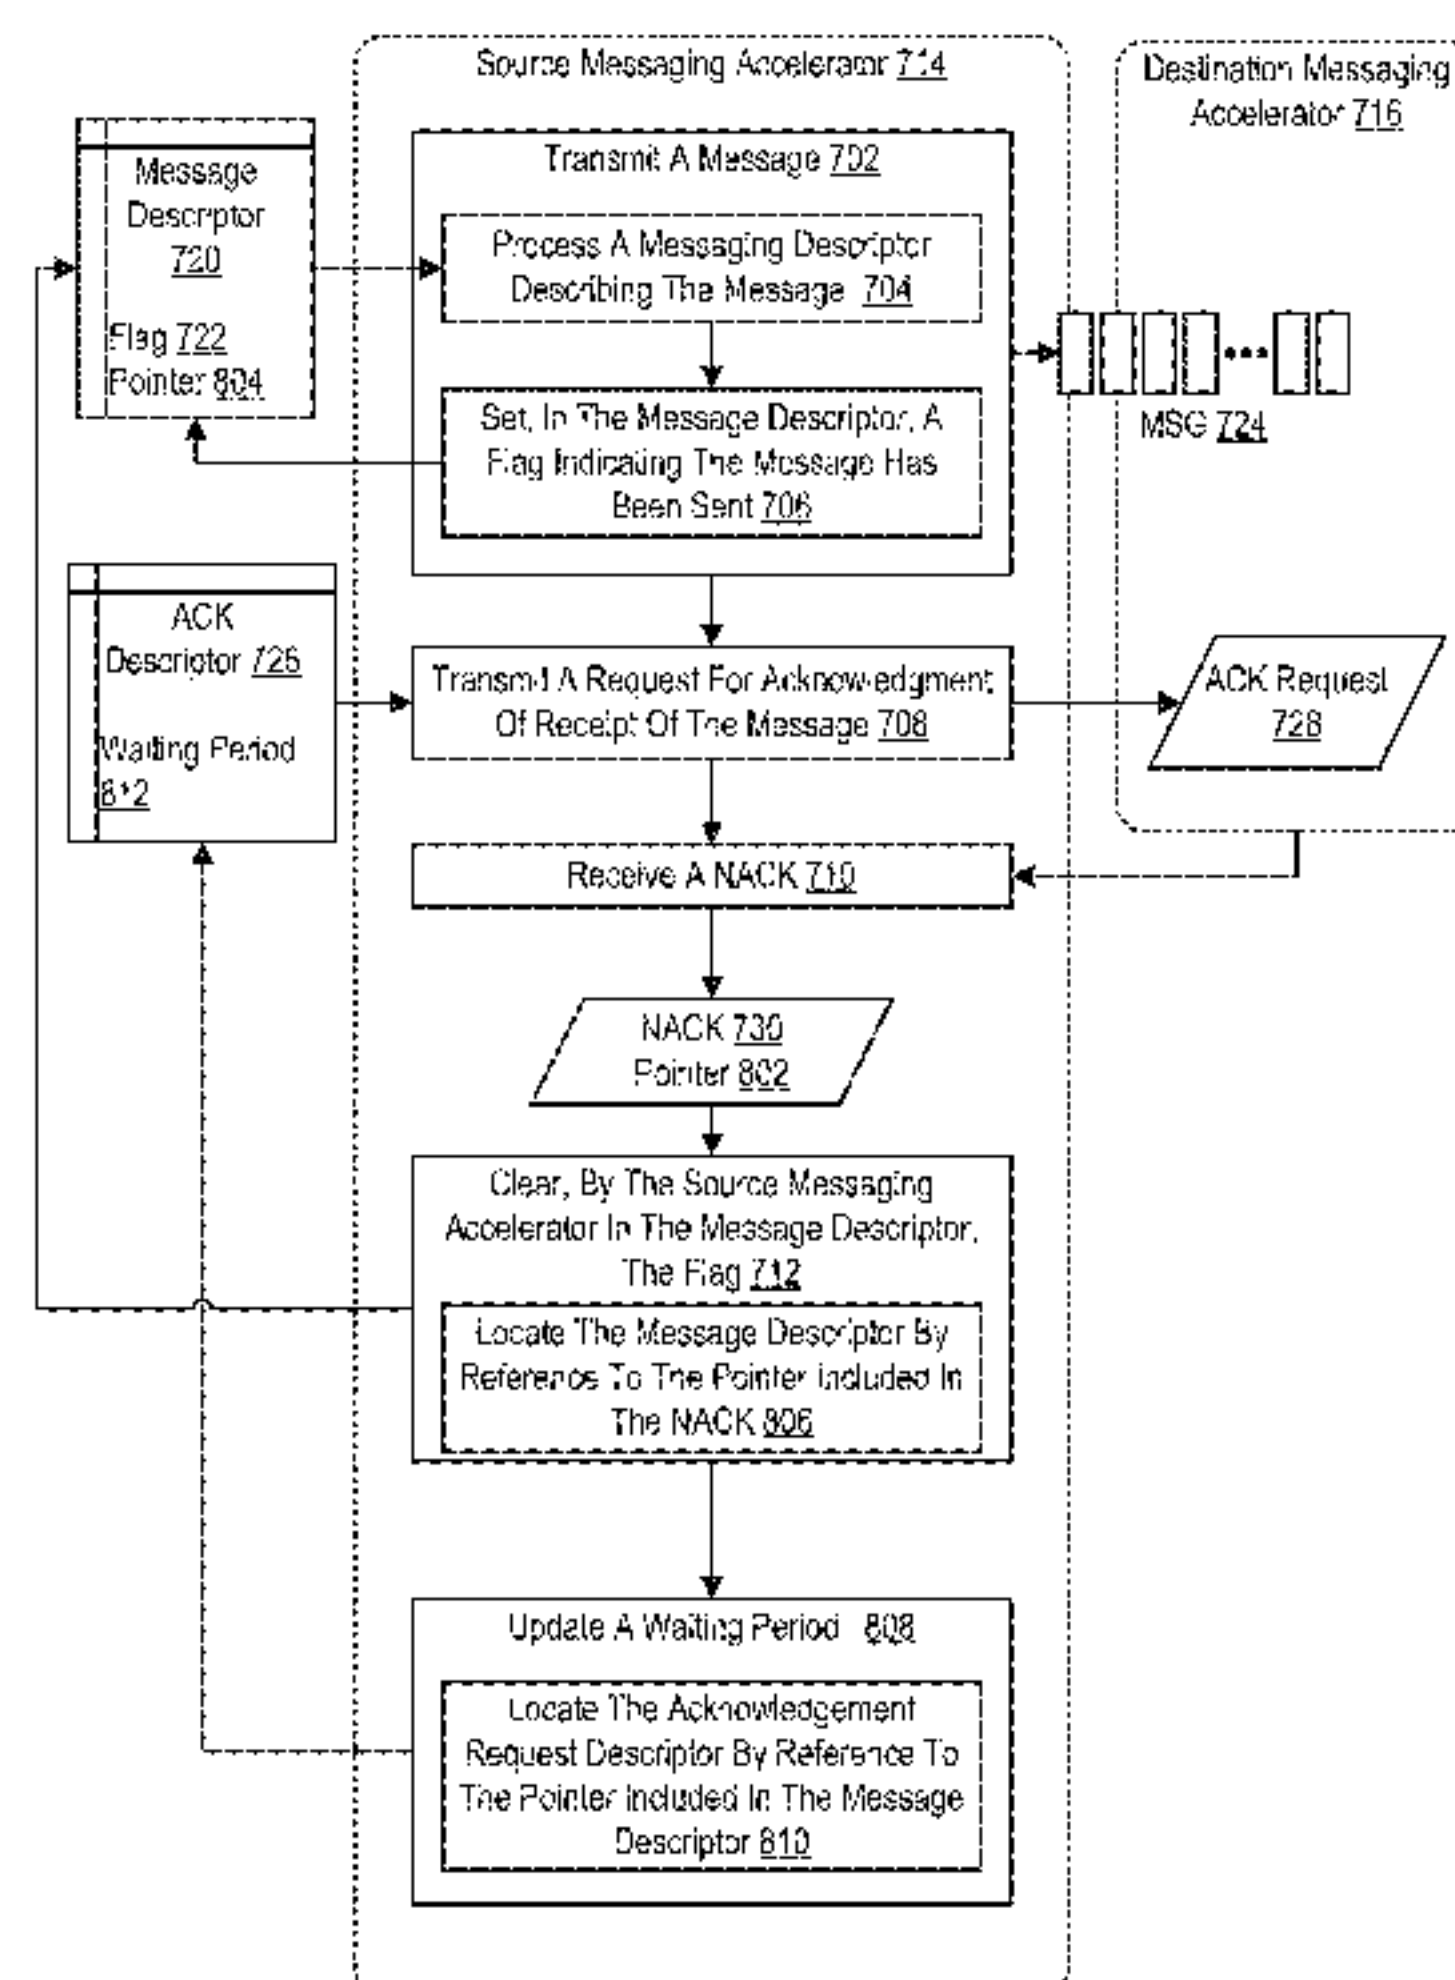 Source Messaging Accelerator 714
Destination Messaging
Accelerator 716
Message
Descriptor
720
Flag 722
Pointer 804
Transmit A Message 702
Process A Messaging Descriptor
Describing The Message 704
Set, In The Message Descriptor, A
Flag Indicating The Message Has
Been Sent 706
MSG 724
ACK
Descriptor 726
Waiting Period
812
Transmit A Request For Acknowledgment
Of Receipt Of The Message 708
ACK Request
728
Receive A NACK 710
NACK 730
Pointer 802
Clear, By The Source Messaging
Accelerator In The Message Descriptor,
The Flag 712
Locate The Message Descriptor By
Reference To The Pointer Included In
The NACK 806
Update A Waiting Period 808
Locate The Acknowledgement
Request Descriptor By Reference To
The Pointer Included In The Message
Descriptor 810